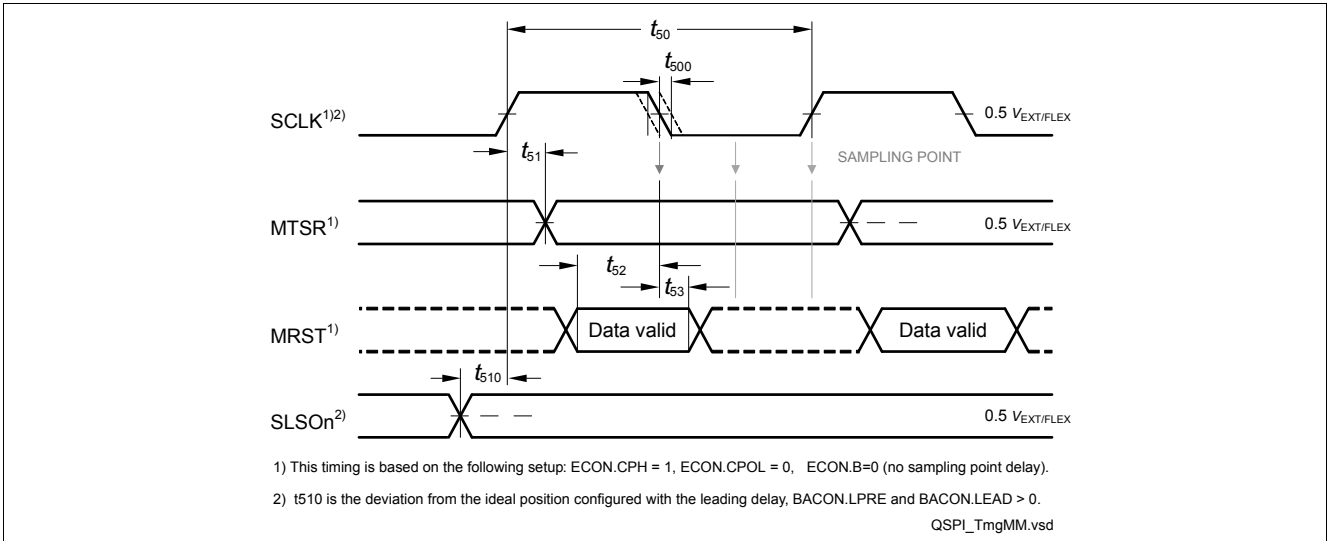 t50
t500
SCLK1)2)
0.5 VEXT/FLEX
t51
SAMPLING POINT
MTSR1)
0.5 VEXT/FLEX
t52
t53
MRST1)
Data valid
Data valid
t510
SLSOn2)
0.5 VEXT/FLEX
1) This timing is based on the following setup: ECON.CPH = 1, ECON.CPOL = 0, ECON.B=0 (no sampling point delay).
2) t510 is the deviation from the ideal position configured with the leading delay, BACON.LPRE and BACON.LEAD > 0.
QSPI_TmgMM.vsd